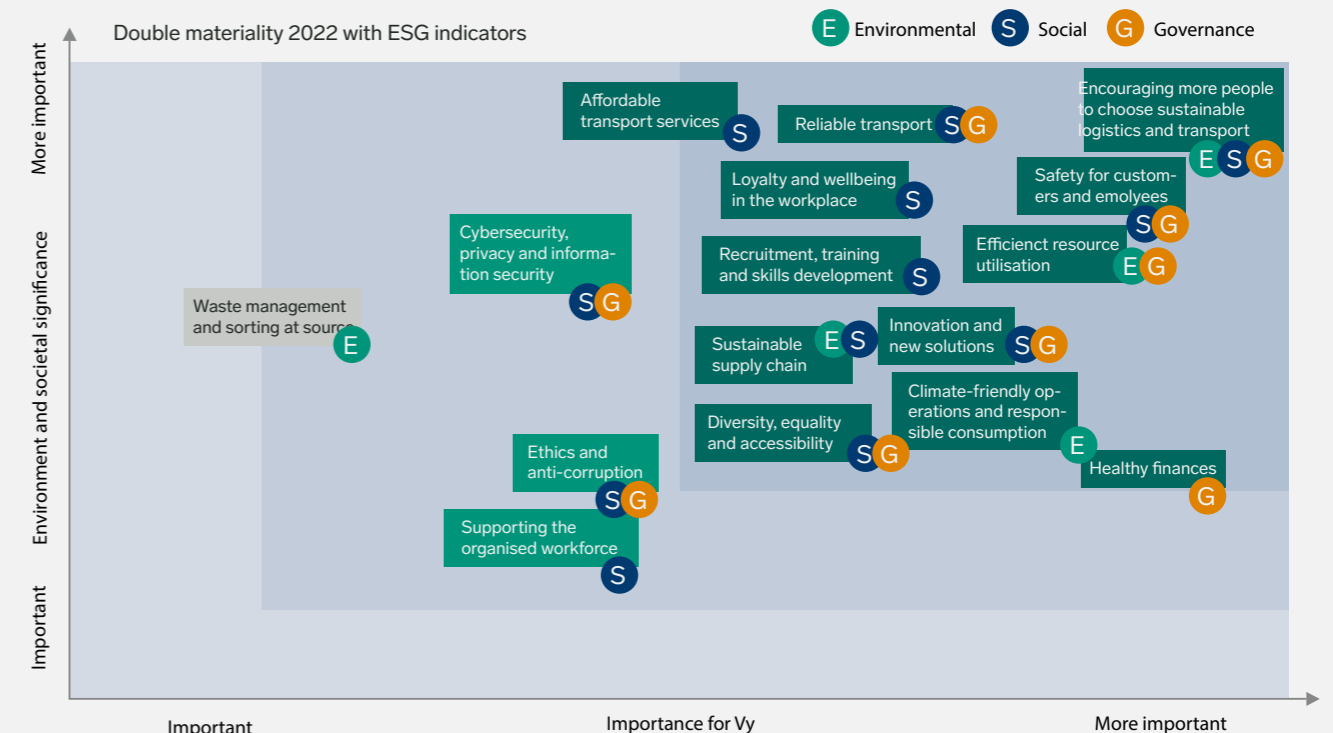 Double materiality 2022 with ESG indicators
E Environmental
S Social
G Governance
More important
Environment and societal significance
Important
Affordable
transport services
S
Reliable transport
S G
Encouraging more people
to choose sustainable
logistics and transport
E S G
Loyalty and wellbeing
in the workplace
S
Safety for custom-
ers and emolyees
S G
Cybersecurity,
privacy and informa-
tion security
S G
Recruitment, training
and skills development
S
Efficienct resource
utilisation
E G
Waste management
and sorting at source
E
Sustainable
supply chain
E S
Innovation and
new solutions
S G
Climate-friendly op-
erations and respon-
sible consumption
E
Diversity, equality
and accessibility
S G
Ethics and
anti-corruption
S G
Healthy finances
G
Supporting the
organised workforce
S
Important
Importance for Vy
More important